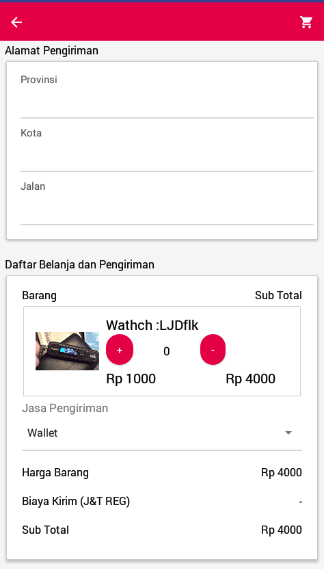 Alamat Pengiriman
Provinsi
Kota
Jalan
Daftar Belanja dan Pengiriman
Barang Sub Total
Wathch :LJDflk
+ 0 -
Rp 1000 Rp 4000
Jasa Pengiriman
Wallet
Harga Barang Rp 4000
Biaya Kirim (J&T REG) -
Sub Total Rp 4000